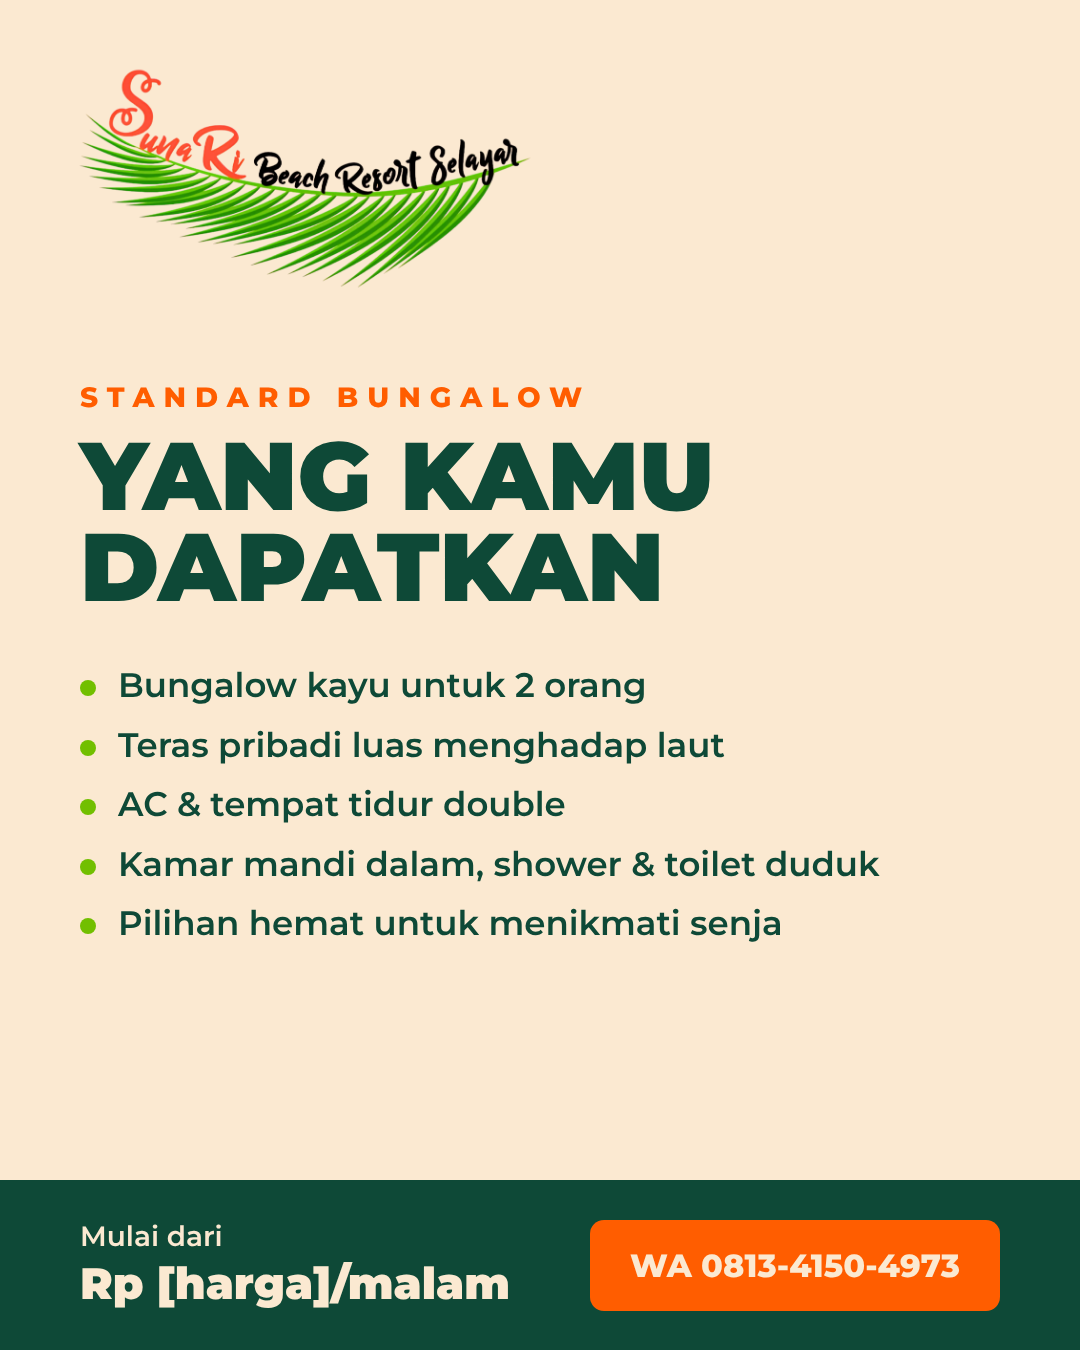 SunaRi Beach Resort Selayar
STANDARD BUNGALOW
YANG KAMU
DAPATKAN
Bungalow kayu untuk 2 orang
Teras pribadi luas menghadap laut
AC & tempat tidur double
Kamar mandi dalam, shower & toilet duduk
Pilihan hemat untuk menikmati senja
Mulai dari
Rp [harga]/malam
WA 0813-4150-4973